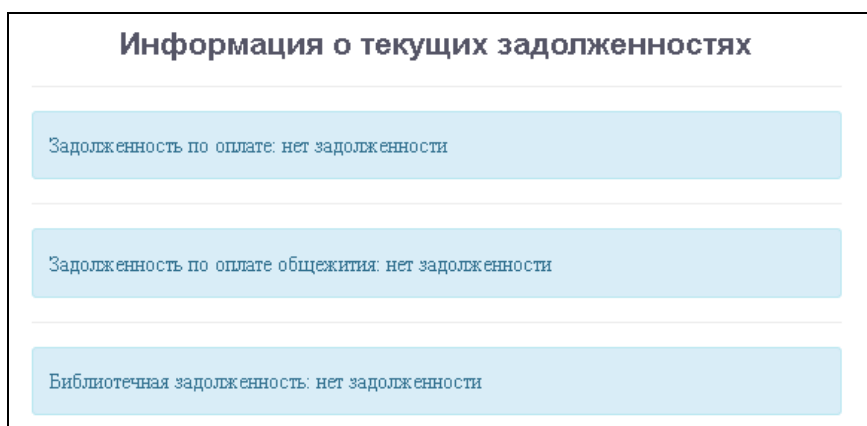 Информация о текущих задолженностях
Задолженность по оплате: нет задолженности
Задолженность по оплате общежития: нет задолженности
Библиотечная задолженность: нет задолженности